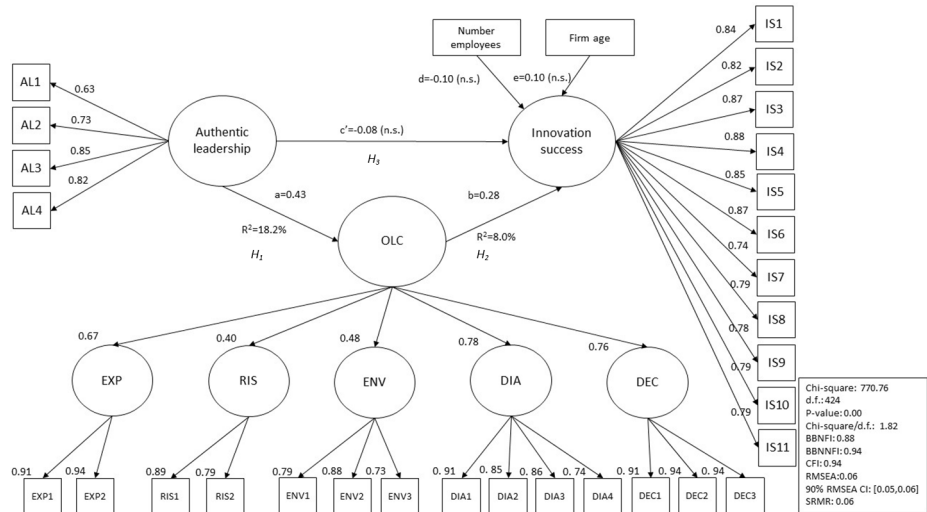 Number
employees
Firm age
d=-0.10 (n.s.)
e=0.10 (n.s.)
AL1
AL2
AL3
AL4
0.63
0.73
0.85
0.82
Authentic
leadership
c'=-0.08 (n.s.)
H3
Innovation
success
a=0.43
R2=18.2%
H1
OLC
b=0.28
R2=8.0%
H2
0.84
0.82
0.87
0.88
0.85
0.87
0.74
0.79
0.78
0.79
0.79
IS1
IS2
IS3
IS4
IS5
IS6
IS7
IS8
IS9
IS10
IS11
0.67
0.40
0.48
0.78
0.76
EXP
RIS
ENV
DIA
DEC
0.91
0.94
0.89
0.79
0.79
0.88
0.73
0. 91
0. 85
0. 86
0. 74
0. 91
0. 94
0. 94
EXP1
EXP2
RIS1
RIS2
ENV1
ENV2
ENV3
DIA1
DIA2
DIA3
DIA4
DEC1
DEC2
DEC3
Chi-square: 770.76
d.f.: 424
P-value: 0.00
Chi-square/d.f.: 1.82
BBNFI: 0.88
BBNNFI: 0.94
CFI: 0.94
RMSEA:0.06
90% RMSEA CI: [0.05,0.06]
SRMR: 0.06